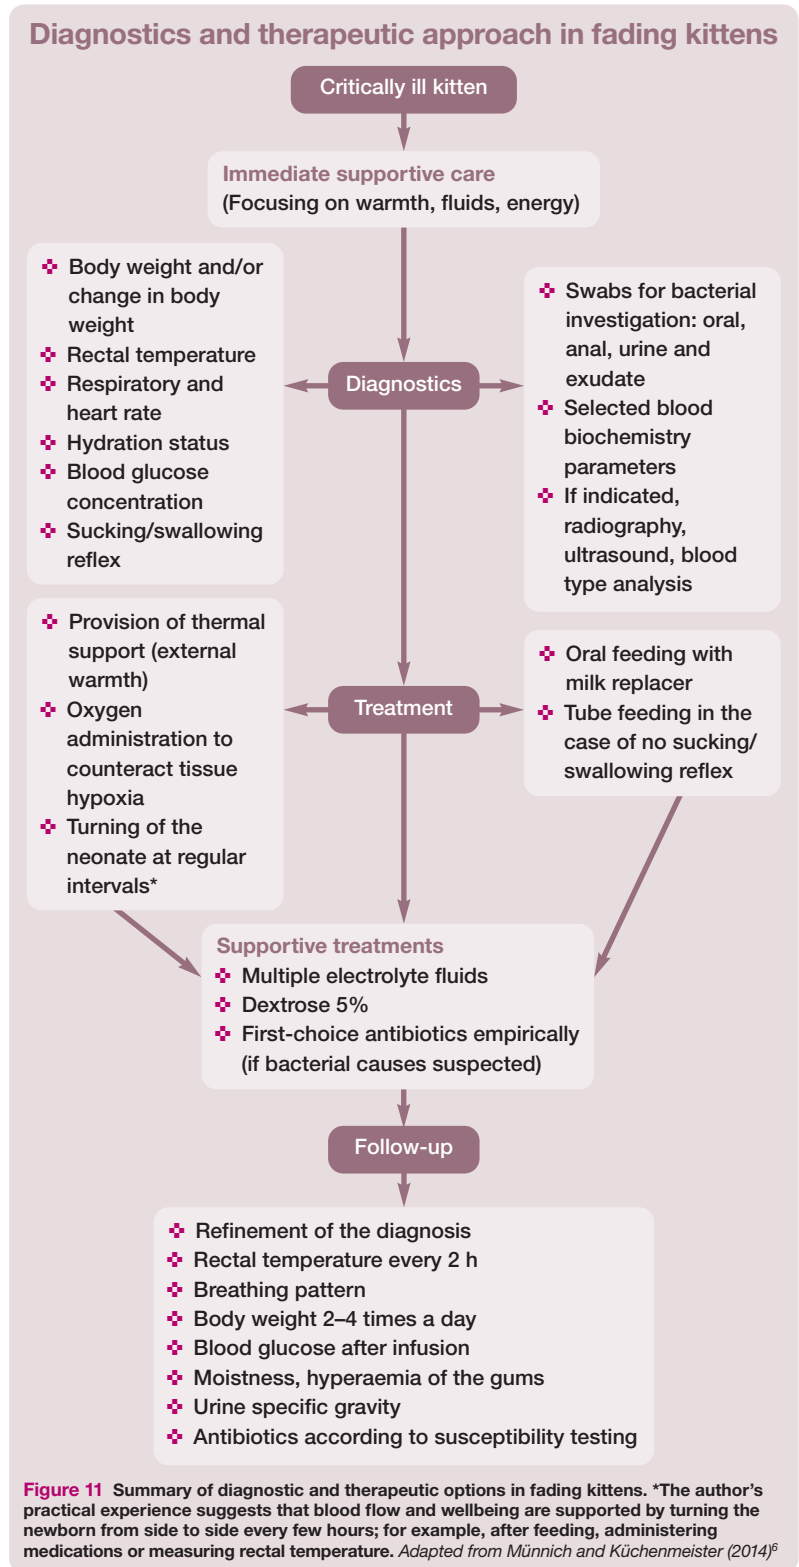 Diagnostics and therapeutic approach in fading kittens
Critically ill kitten
Immediate supportive care
(Focusing on warmth, fluids, energy)
❖ Body weight and/or
change in body
weight
❖ Rectal temperature
❖ Respiratory and
heart rate
❖ Hydration status
❖ Blood glucose
concentration
❖ Sucking/swallowing
reflex
Diagnostics
❖ Swabs for bacterial
investigation: oral,
anal, urine and
exudate
❖ Selected blood
biochemistry
parameters
❖ If indicated,
radiography,
ultrasound, blood
type analysis
❖ Provision of thermal
support (external
warmth)
❖ Oxygen
administration to
counteract tissue
hypoxia
❖ Turning of the
neonate at regular
intervals*
Treatment
❖ Oral feeding with
milk replacer
❖ Tube feeding in the
case of no sucking/
swallowing reflex
Supportive treatments
❖ Multiple electrolyte fluids
❖ Dextrose 5%
❖ First-choice antibiotics empirically
(if bacterial causes suspected)
Follow-up
❖ Refinement of the diagnosis
❖ Rectal temperature every 2 h
❖ Breathing pattern
❖ Body weight 2–4 times a day
❖ Blood glucose after infusion
❖ Moistness, hyperaemia of the gums
❖ Urine specific gravity
❖ Antibiotics according to susceptibility testing
Figure 11 Summary of diagnostic and therapeutic options in fading kittens. *The author's
practical experience suggests that blood flow and wellbeing are supported by turning the
newborn from side to side every few hours; for example, after feeding, administering
medications or measuring rectal temperature. Adapted from Münnich and Küchenmeister (2014)⁶